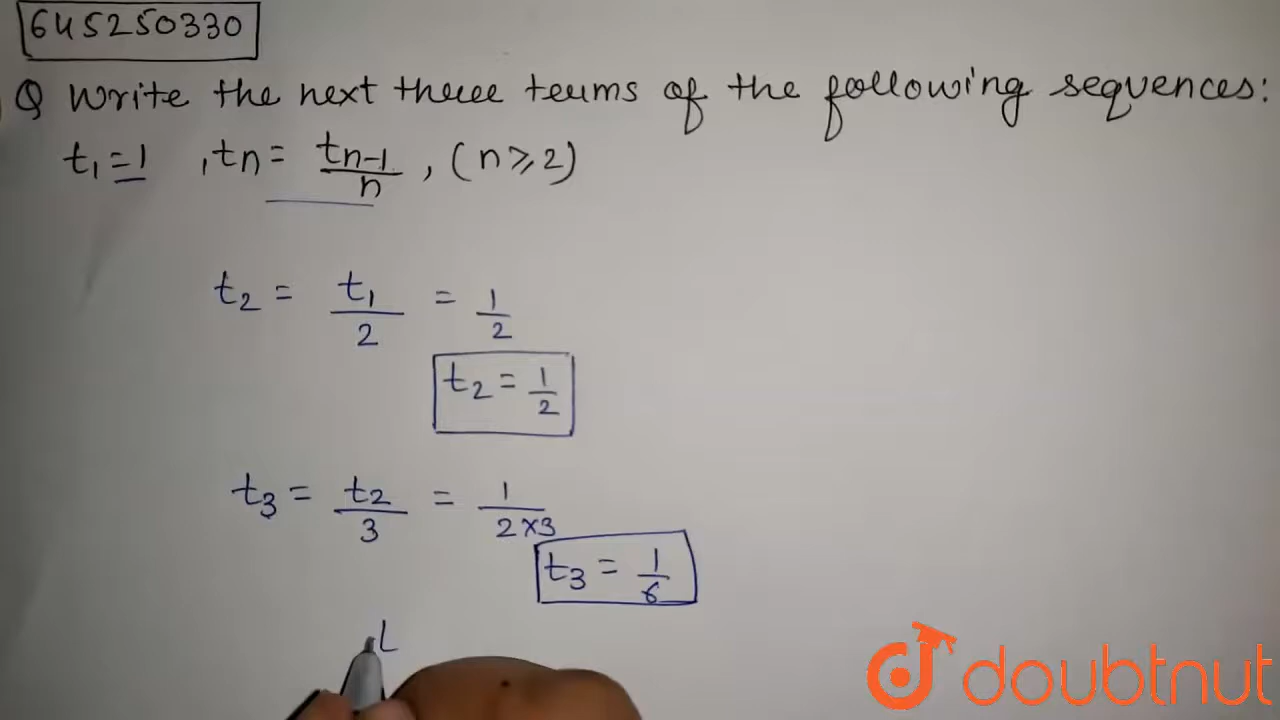 645250330
Q Write the next three terms of the following sequences:
t₁ = 1 , tn = tn-1/n , (n ≥ 2)
t₂ = t₁/2 = 1/2
t₂ = 1/2
t₃ = t₂/3 = 1/2×3
t₃ = 1/6
doubtnut